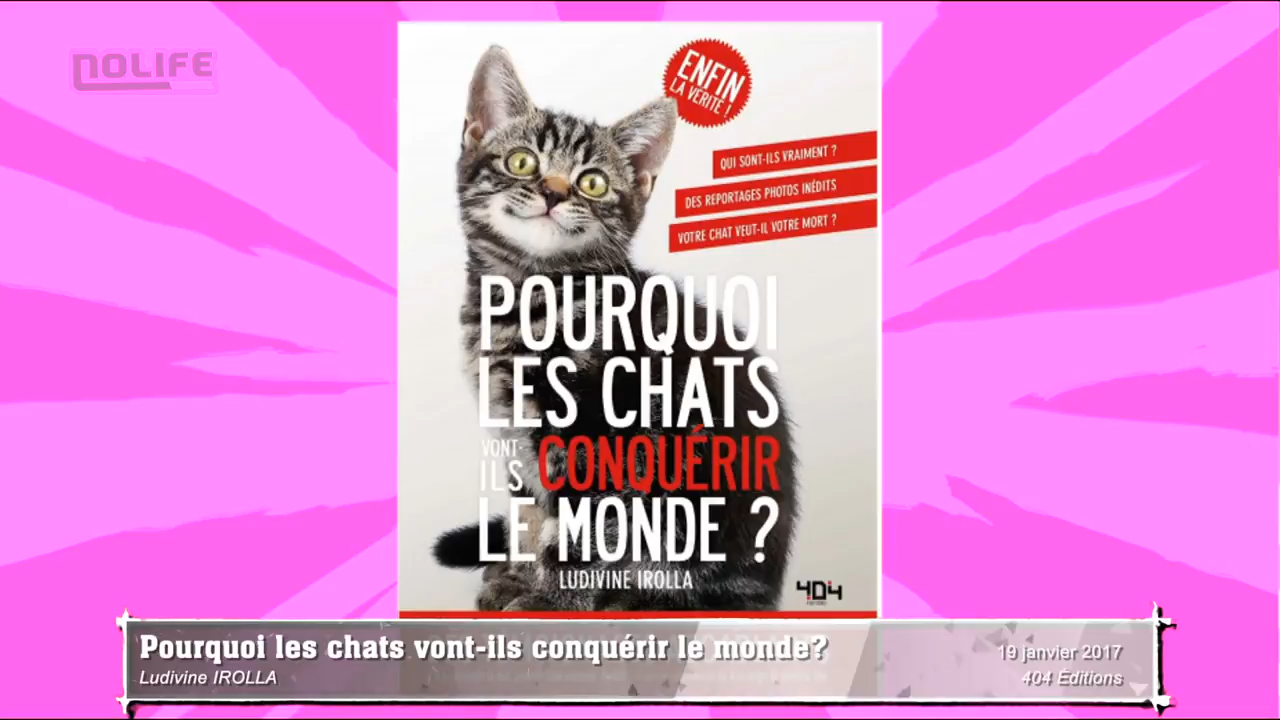 NOLIFE
ENFIN
LA VERITÉ !
QUI SONT-ILS VRAIMENT ?
DES REPORTAGES PHOTOS INÉDITS
VOTRE CHAT VEUT-IL VOTRE MORT ?
POURQUOI
LES CHATS
VONT-
ILS CONQUÉRIR
LE MONDE ?
LUDIVINE IROLLA
404
Pourquoi les chats vont-ils conquérir le monde?
19 janvier 2017
Ludivine IROLLA
404 Éditions